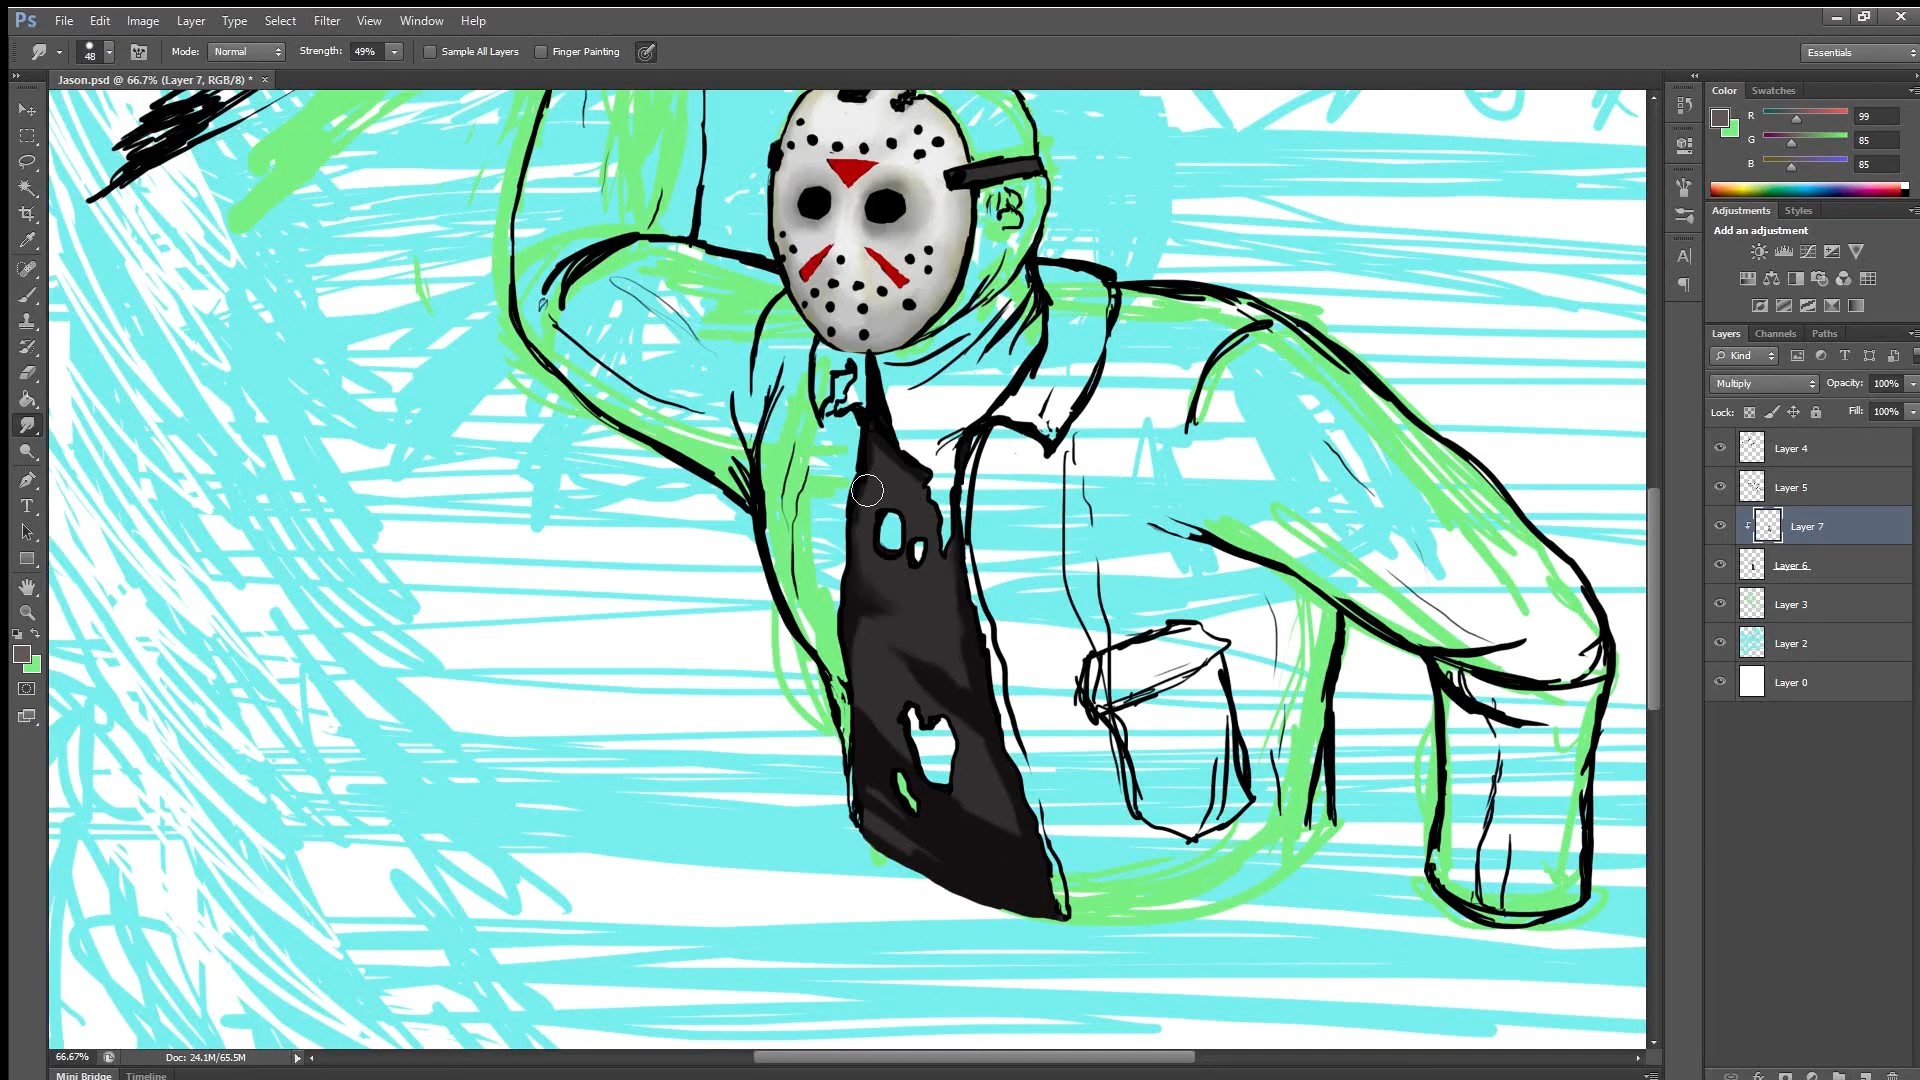 Ps File Edit Image Layer Type Select Filter View Window Help
48 Mode: Normal Strength: 49% Sample All Layers Finger Painting Essentials
Jason.psd @ 66.7% (Layer 7, RGB/8) * ×
Color Swatches
R 99
G 85
B 85
Adjustments Styles
Add an adjustment
Layers Channels Paths
Kind
Multiply Opacity: 100%
Lock: Fill: 100%
Layer 4
Layer 5
Layer 7
Layer 6
Layer 3
Layer 2
Layer 0
66.67% Doc: 24.1M/65.5M
Mini Bridge Timeline